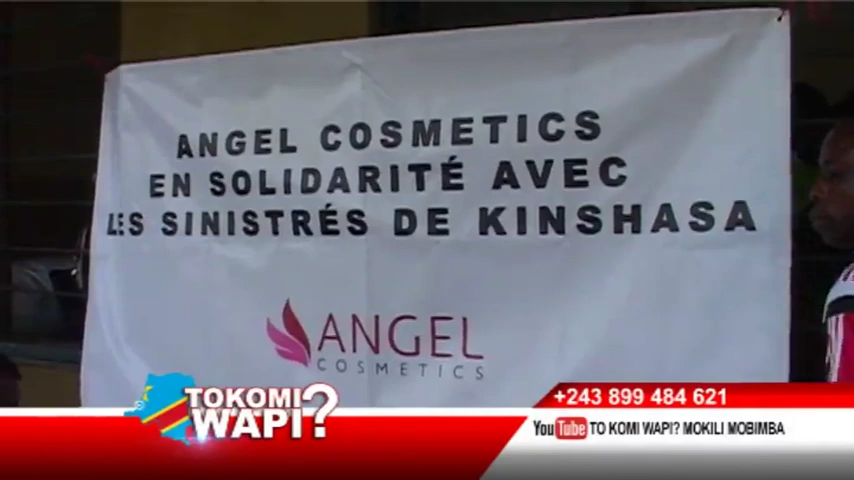 ANGEL COSMETICS
EN SOLIDARITÉ AVEC
LES SINISTRÉS DE KINSHASA
ANGEL
COSMETICS
TOKOMI
WAPI?
+243 899 484 621
YouTube TO KOMI WAPI? MOKILI MOBIMBA